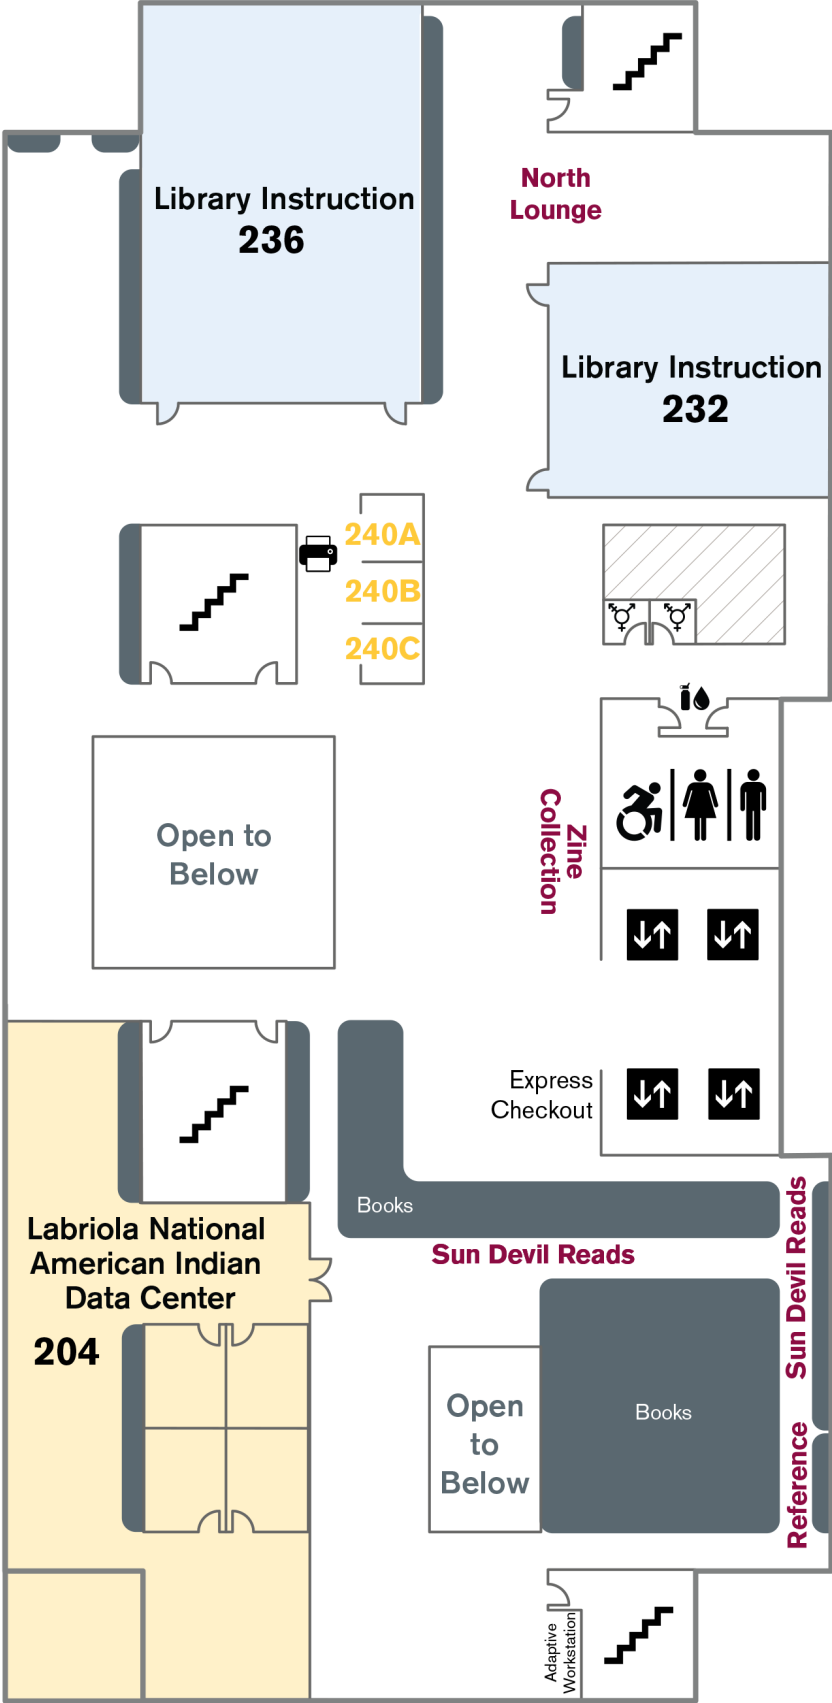 North
Lounge
Library Instruction
236
Library Instruction
232
240A
240B
240C
Open to
Below
Zine
Collection
Express
Checkout
Books
Sun Devil Reads
Sun Devil Reads
Labriola National
American Indian
Data Center
204
Open
to
Below
Books
Reference
Adaptive
Workstation